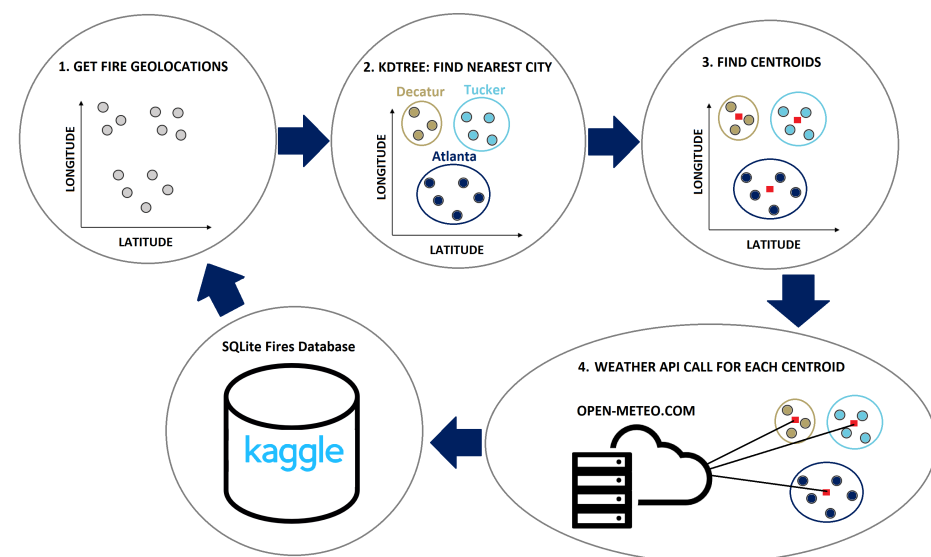 1. GET FIRE GEOLOCATIONS
LONGITUDE
LATITUDE
2. KDTREE: FIND NEAREST CITY
Decatur
Tucker
Atlanta
LONGITUDE
LATITUDE
3. FIND CENTROIDS
LONGITUDE
LATITUDE
4. WEATHER API CALL FOR EACH CENTROID
OPEN-METEO.COM
SQLite Fires Database
kaggle